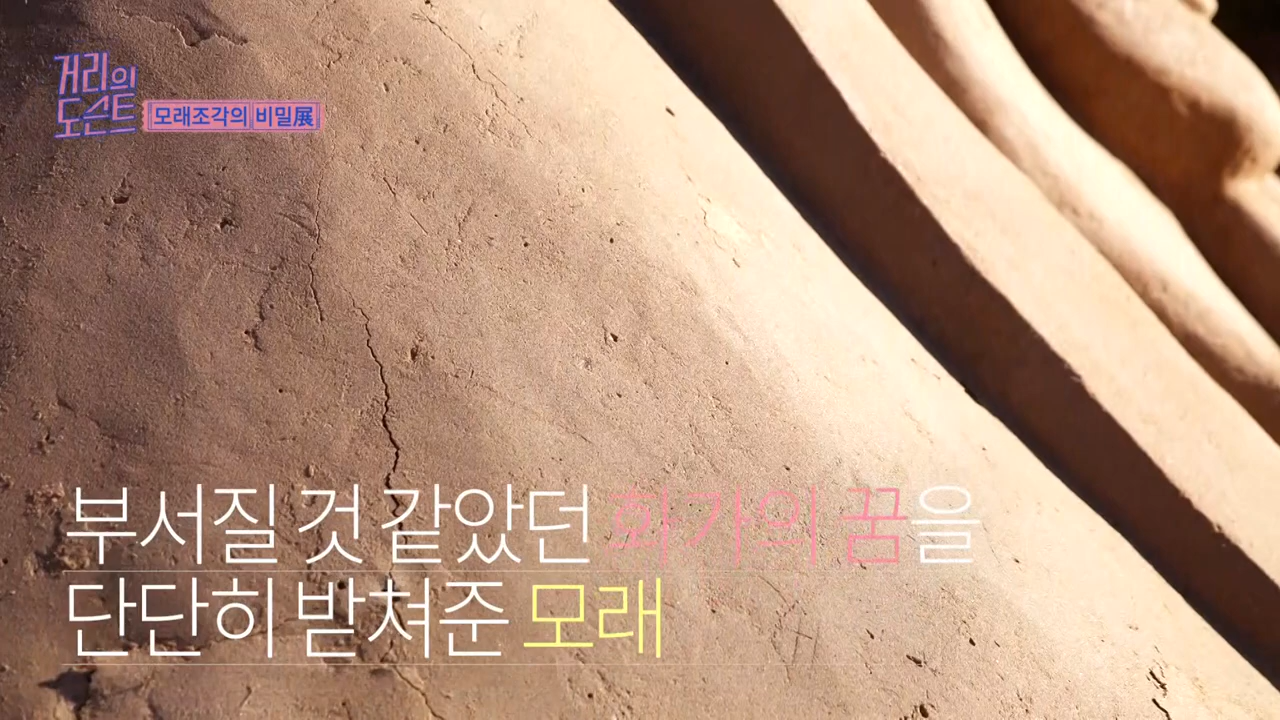 거리의
도슨트
모래조각의 비밀展
부서질 것 같았던 화가의 꿈을
단단히 받쳐준 모래